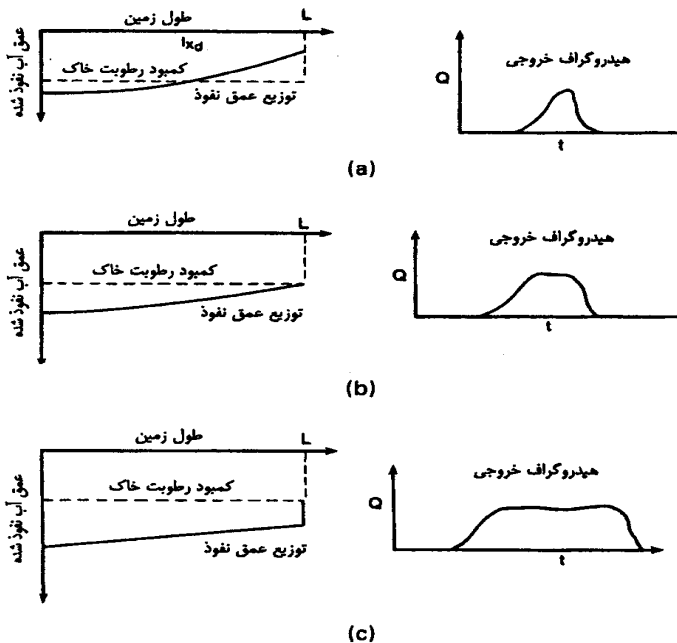 طول زمین
L
xd
کمبود رطوبت خاک
توزیع عمق نفوذ
عمق آب نفوذ شده
هیدروگراف خروجی
Q
t
(a)
طول زمین
L
کمبود رطوبت خاک
توزیع عمق نفوذ
عمق آب نفوذ شده
هیدروگراف خروجی
Q
t
(b)
طول زمین
L
کمبود رطوبت خاک
توزیع عمق نفوذ
عمق آب نفوذ شده
هیدروگراف خروجی
Q
t
(c)